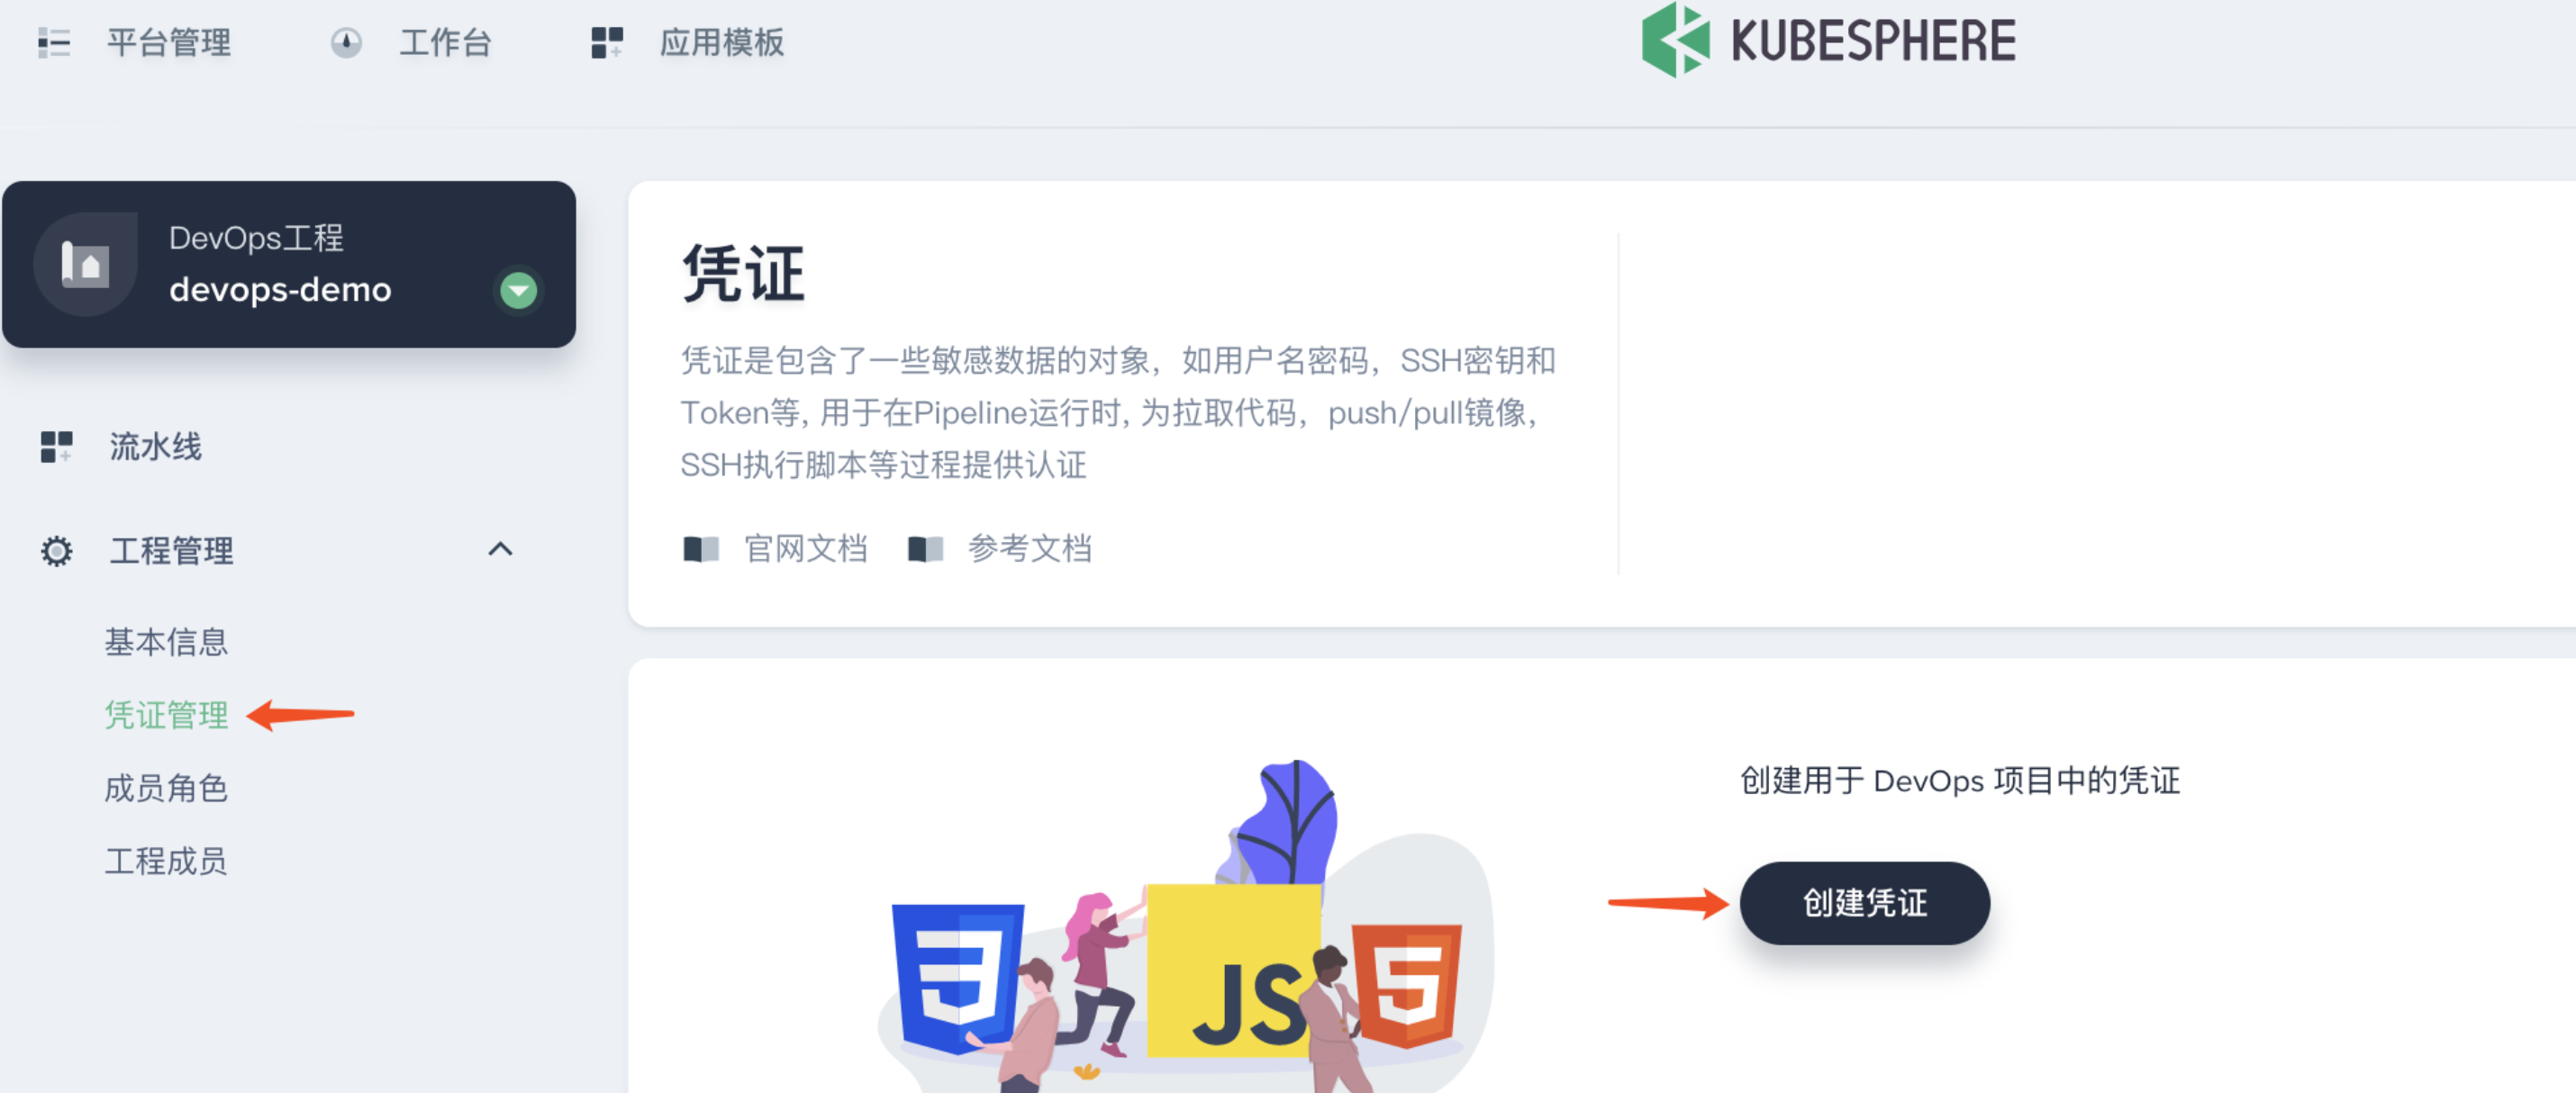 平台管理
工作台
应用模板
KUBESPHERE
DevOps工程
devops-demo
流水线
工程管理
基本信息
凭证管理
成员角色
工程成员
凭证
凭证是包含了一些敏感数据的对象，如用户名密码，SSH密钥和
Token等, 用于在Pipeline运行时, 为拉取代码，push/pull镜像，
SSH执行脚本等过程提供认证
官网文档
参考文档
创建用于 DevOps 项目中的凭证
创建凭证
JS